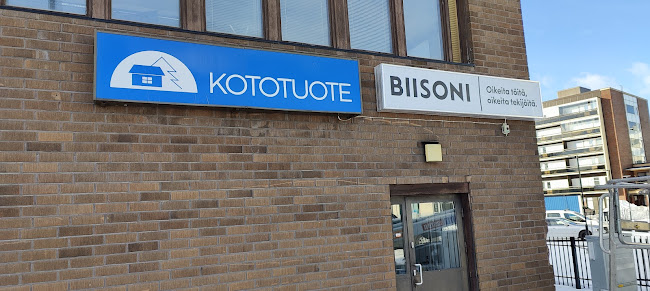 KOTOTUOTE
BIISONI
Oikeita töitä,
oikeita tekijöitä.